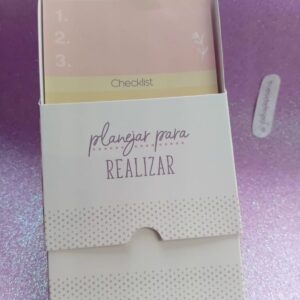 1.
2.
3.
Checklist
planejar para
REALIZAR